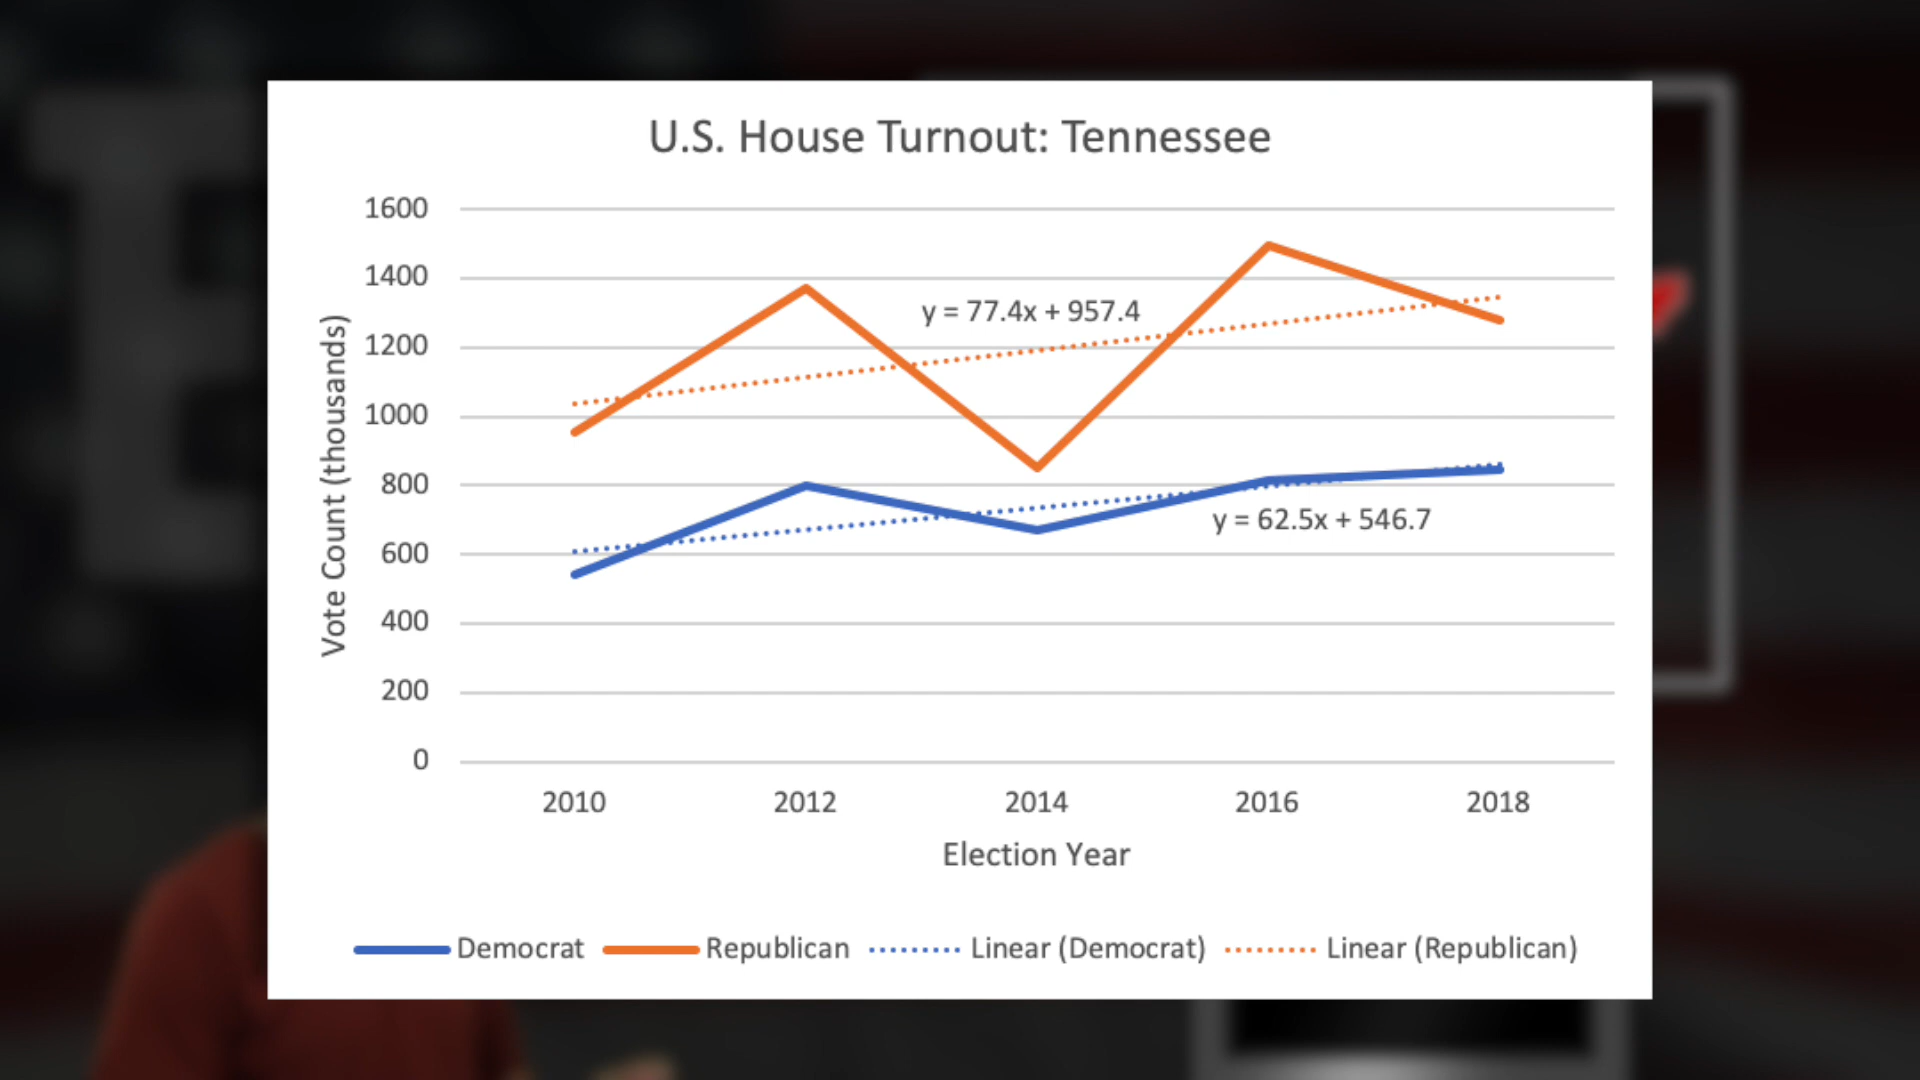 U.S. House Turnout: Tennessee
Vote Count (thousands)
1600
1400
1200
1000
800
600
400
200
0
y = 77.4x + 957.4
y = 62.5x + 546.7
2010 2012 2014 2016 2018
Election Year
Democrat Republican Linear (Democrat) Linear (Republican)